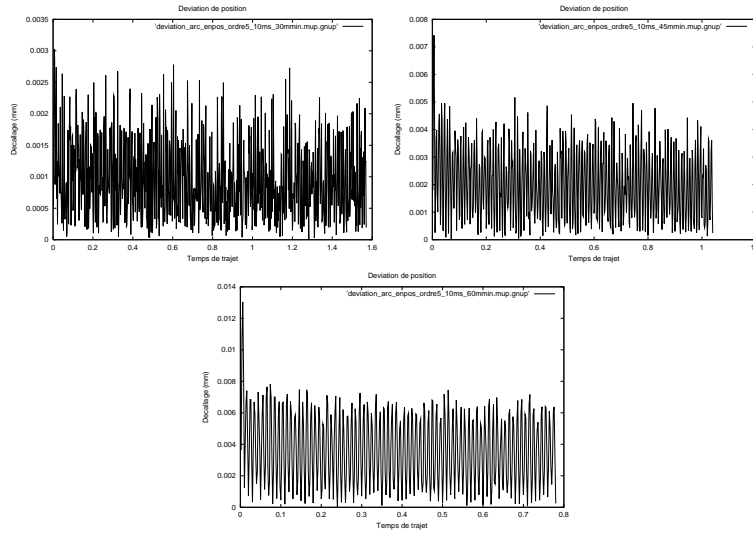 Deviation de position
'deviation_arc_enpos_ordre5_10ms_30mmin.mup.gnup'
Decallage (mm)
0.0035
0.003
0.0025
0.002
0.0015
0.001
0.0005
0
0 0.2 0.4 0.6 0.8 1 1.2 1.4 1.6
Temps de trajet
Deviation de position
'deviation_arc_enpos_ordre5_10ms_45mmin.mup.gnup'
Decallage (mm)
0.008
0.007
0.006
0.005
0.004
0.003
0.002
0.001
0
0 0.2 0.4 0.6 0.8 1
Temps de trajet
Deviation de position
'deviation_arc_enpos_ordre5_10ms_60mmin.mup.gnup'
Decallage (mm)
0.014
0.012
0.01
0.008
0.006
0.004
0.002
0
0 0.1 0.2 0.3 0.4 0.5 0.6 0.7 0.8
Temps de trajet